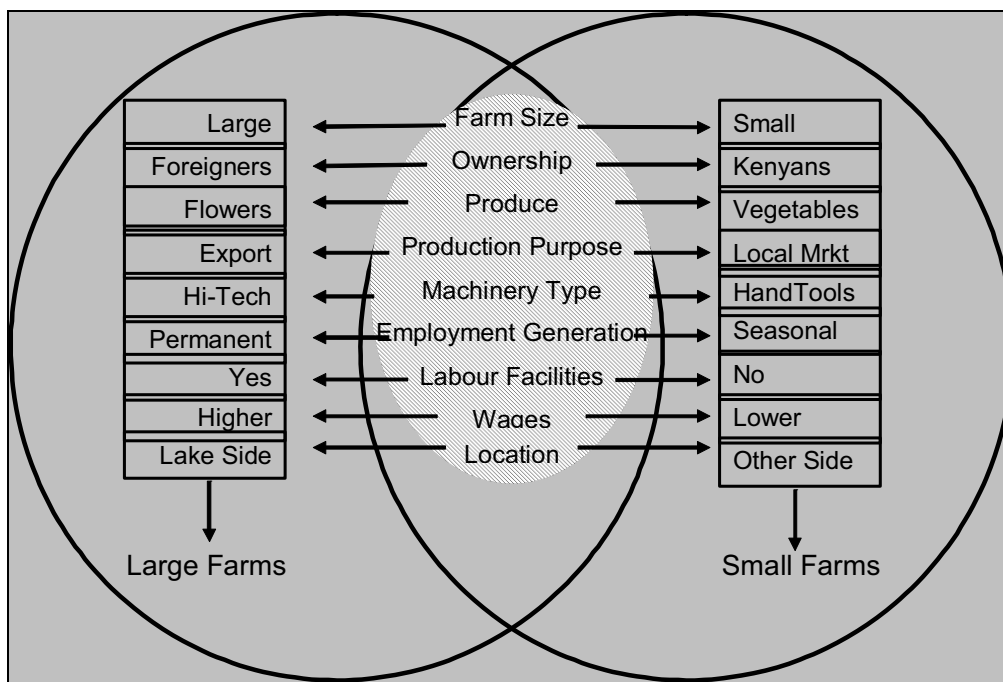 Large Farm Size Small
Foreigners Ownership Kenyans
Flowers Produce Vegetables
Export Production Purpose Local Mrkt
Hi-Tech Machinery Type HandTools
Permanent Employment Generation Seasonal
Yes Labour Facilities No
Higher Wages Lower
Lake Side Location Other Side
Large Farms Small Farms